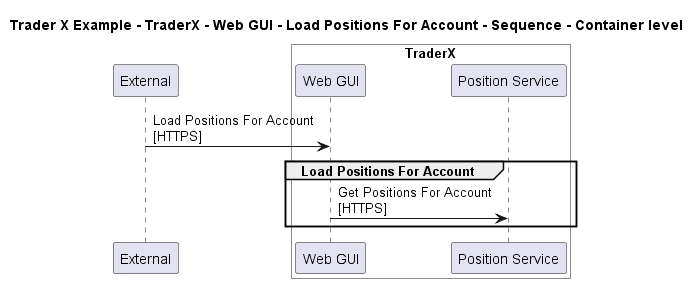 Trader X Example - TraderX - Web GUI - Load Positions For Account - Sequence - Container level
TraderX
External
Web GUI
Position Service
Load Positions For Account
[HTTPS]
Load Positions For Account
Get Positions For Account
[HTTPS]
External
Web GUI
Position Service